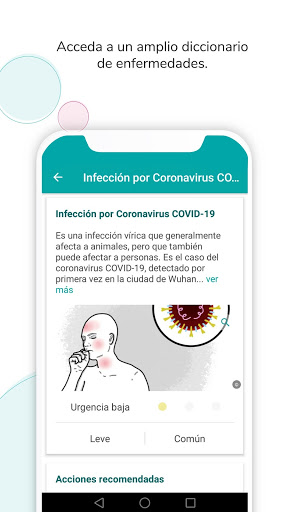 Acceda a un amplio diccionario
de enfermedades.
Infección por Coronavirus CO...
Infección por Coronavirus COVID-19
Es una infección vírica que generalmente
afecta a animales, pero que también
puede afectar a personas. Es el caso del
coronavirus COVID-19, detectado por
primera vez en la ciudad de Wuhan... ver
más
Urgencia baja
Leve
Común
Acciones recomendadas